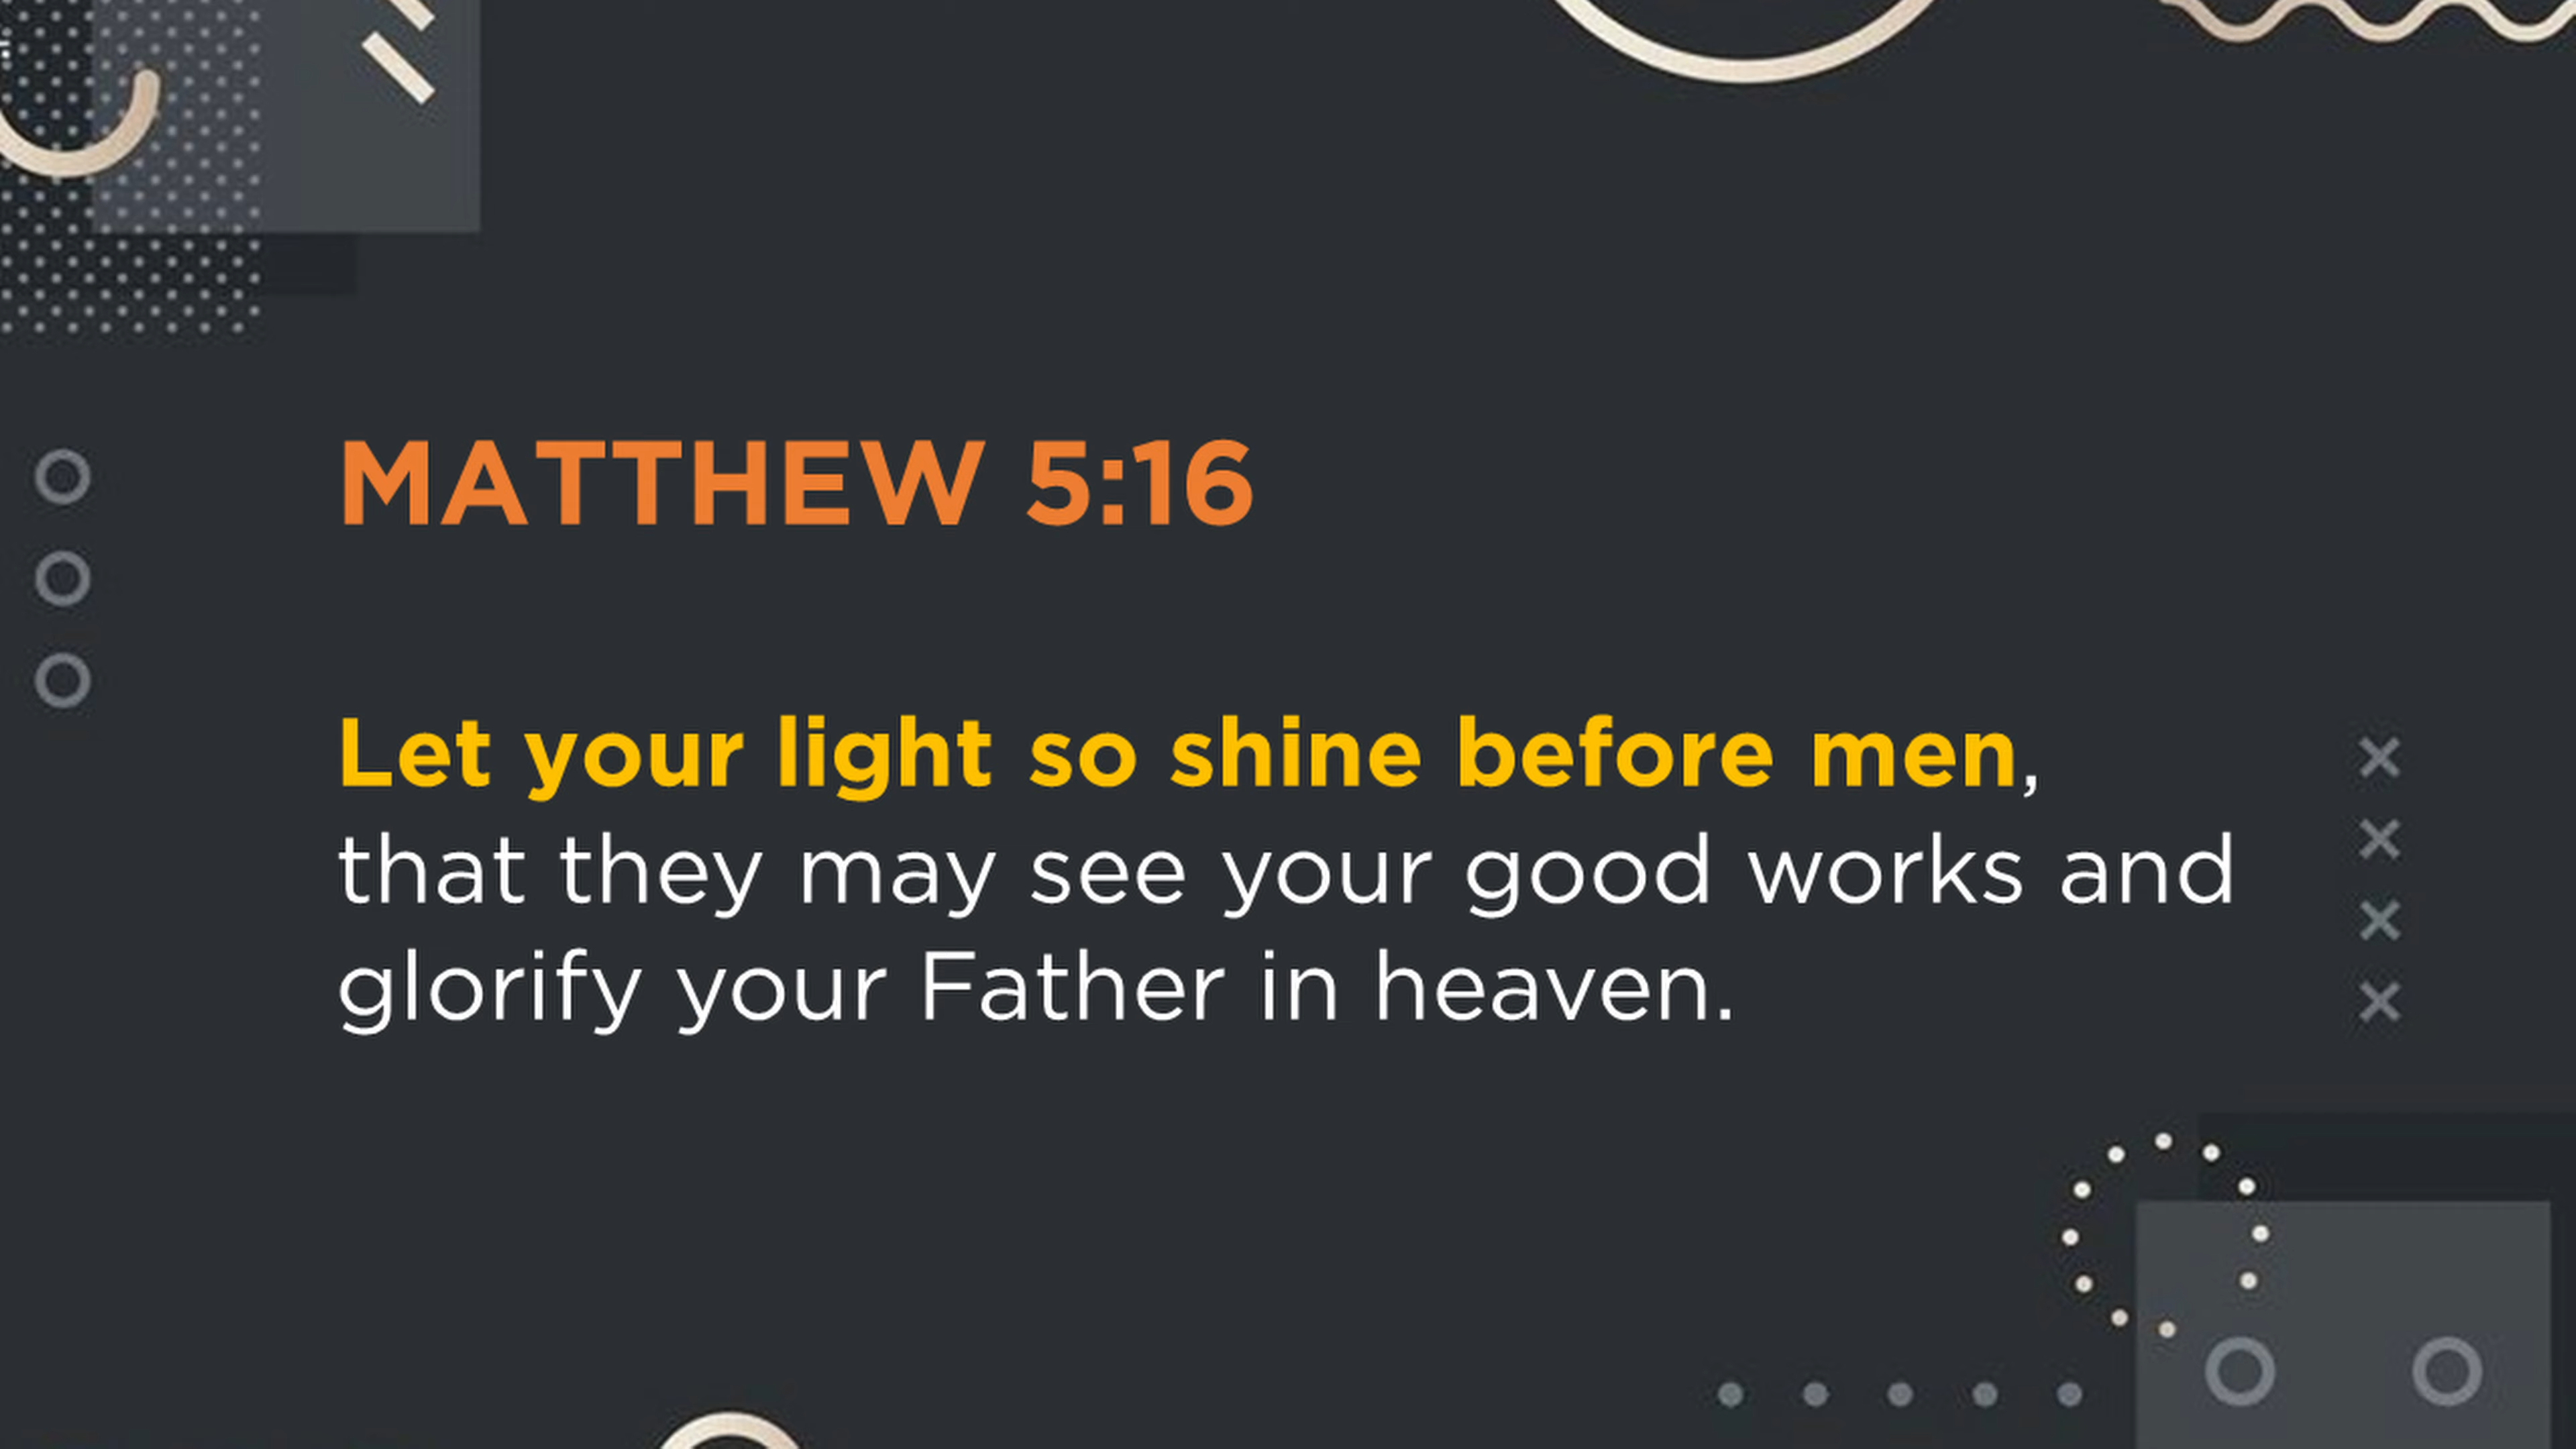 MATTHEW 5:16
Let your light so shine before men,
that they may see your good works and
glorify your Father in heaven.